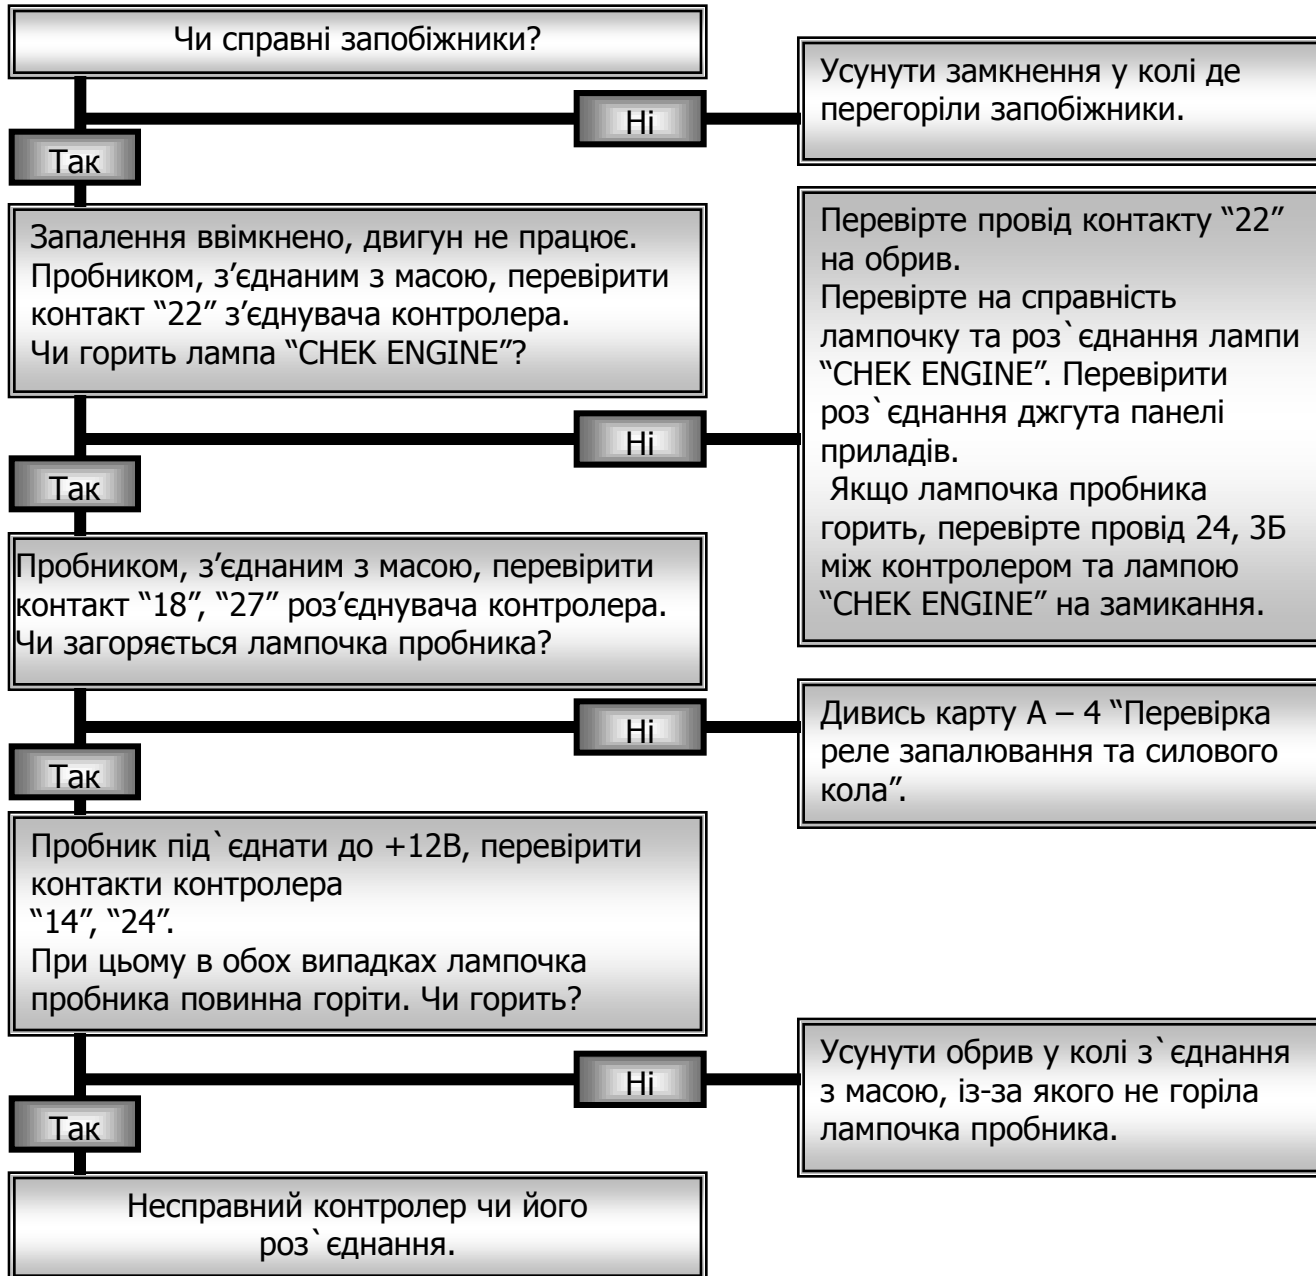 Чи справні запобіжники?
Ні
Усунути замкнення у колі де
перегоріли запобіжники.
Так
Запалення ввімкнено, двигун не працює.
Пробником, з’єднаним з масою, перевірити
контакт “22” з’єднувача контролера.
Чи горить лампа “CHEK ENGINE”?
Ні
Перевірте провід контакту “22”
на обрив.
Перевірте на справність
лампочку та роз`єднання лампи
“CHEK ENGINE”. Перевірити
роз`єднання джгута панелі
приладів.
Якщо лампочка пробника
горить, перевірте провід 24, 3Б
між контролером та лампою
“CHEK ENGINE” на замикання.
Так
Пробником, з’єднаним з масою, перевірити
контакт “18”, “27” роз’єднувача контролера.
Чи загоряється лампочка пробника?
Ні
Дивись карту А – 4 “Перевірка
реле запалювання та силового
кола”.
Так
Пробник під`єднати до +12В, перевірити
контакти контролера
“14”, “24”.
При цьому в обох випадках лампочка
пробника повинна горіти. Чи горить?
Ні
Усунути обрив у колі з`єднання
з масою, із-за якого не горіла
лампочка пробника.
Так
Несправний контролер чи його
роз`єднання.